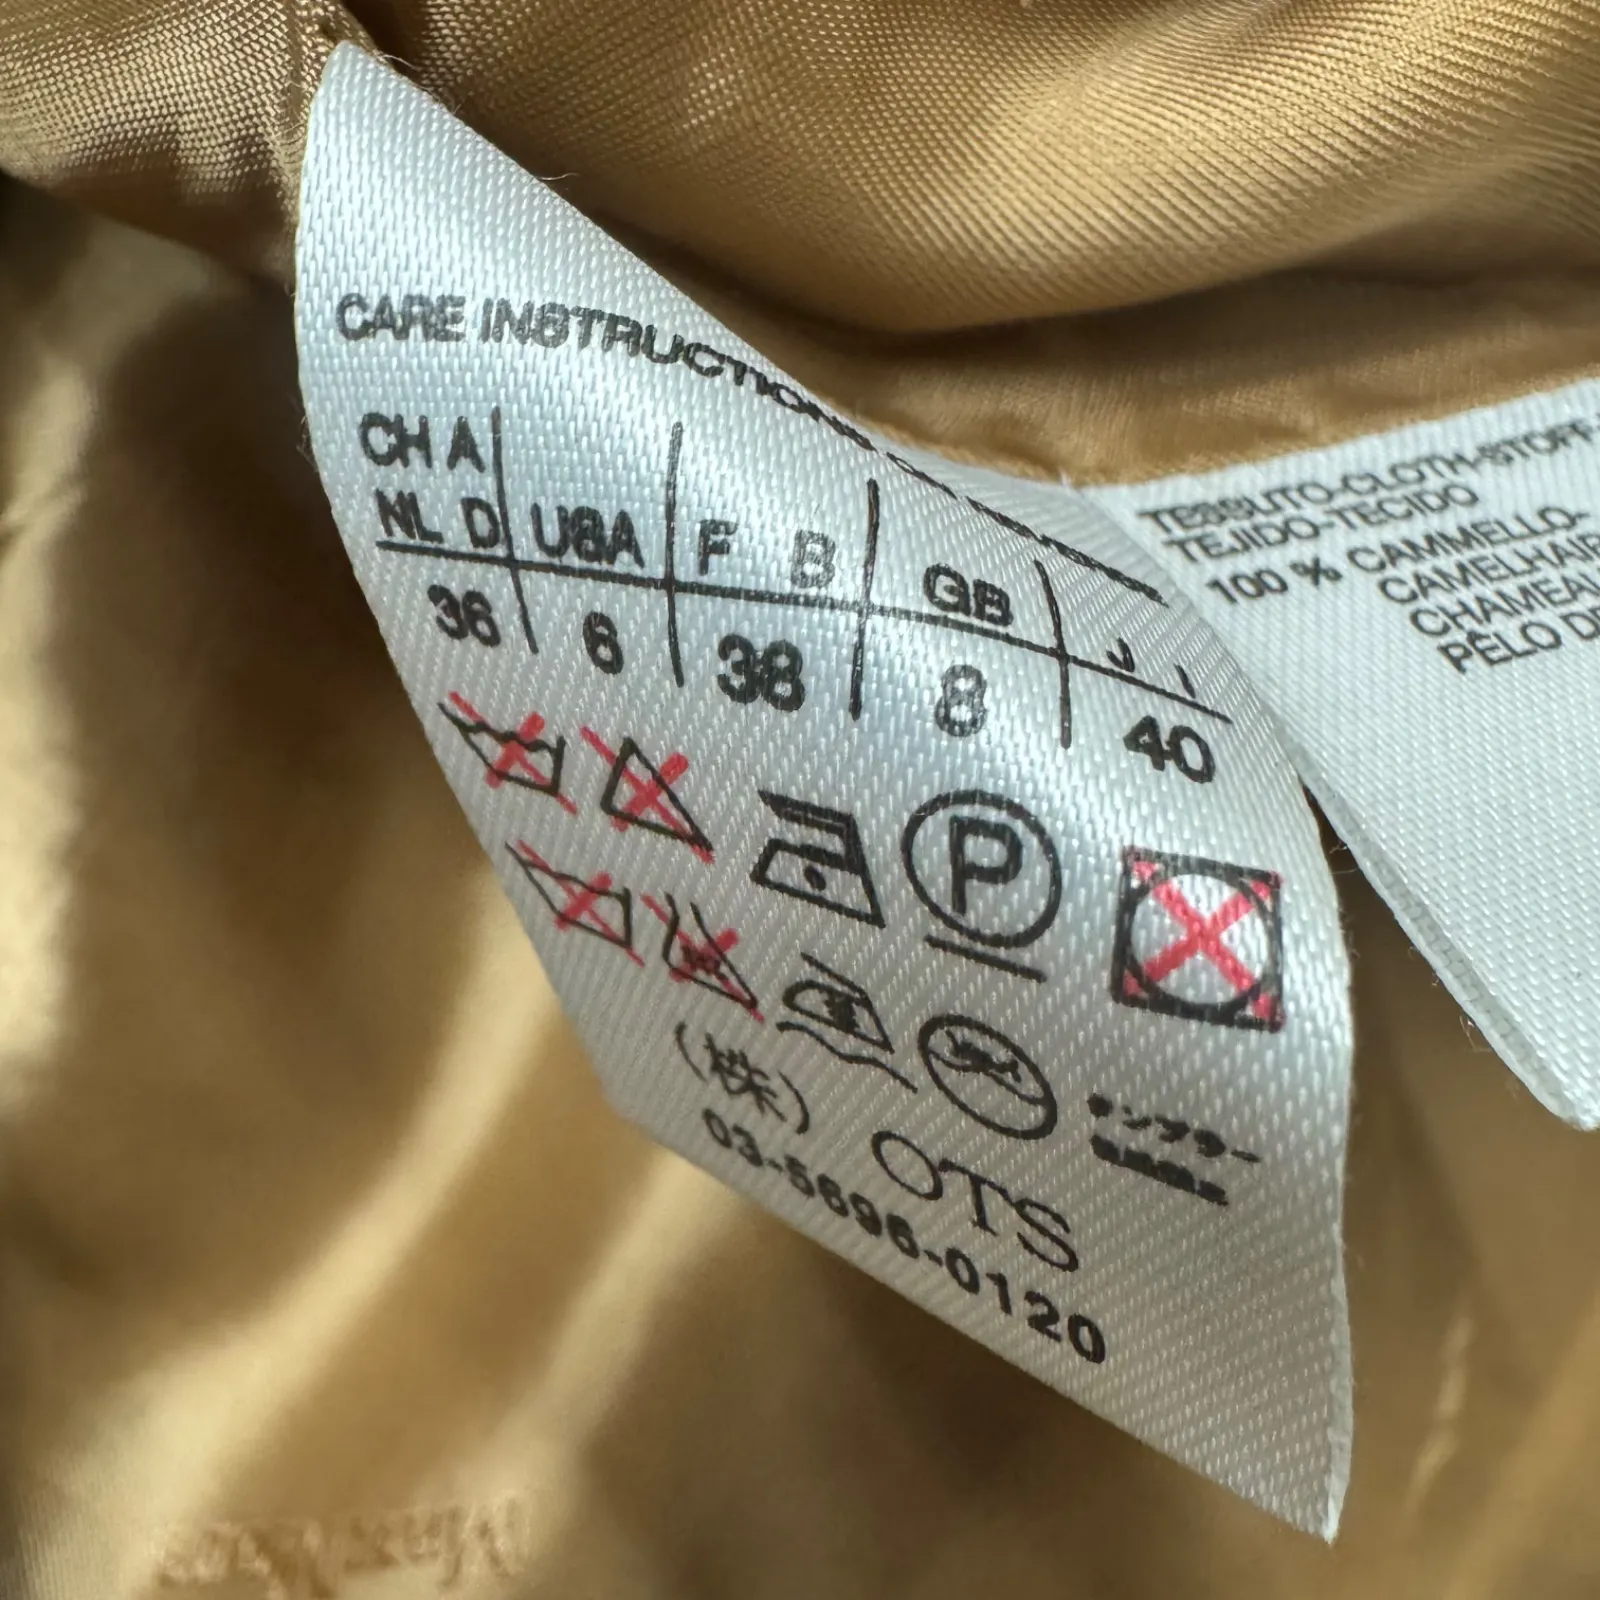 CARE INSTRUCTION
CH A
NL D USA F B GB J I
36 6 38 8 40
P
(株) OTS
03-5696-0120
TESSUTO-CLOTH-STOFF
TEJIDO-TECIDO
100 % CAMMELLO-
CAMELHAIR
CHAMEAU
PÊLO DE